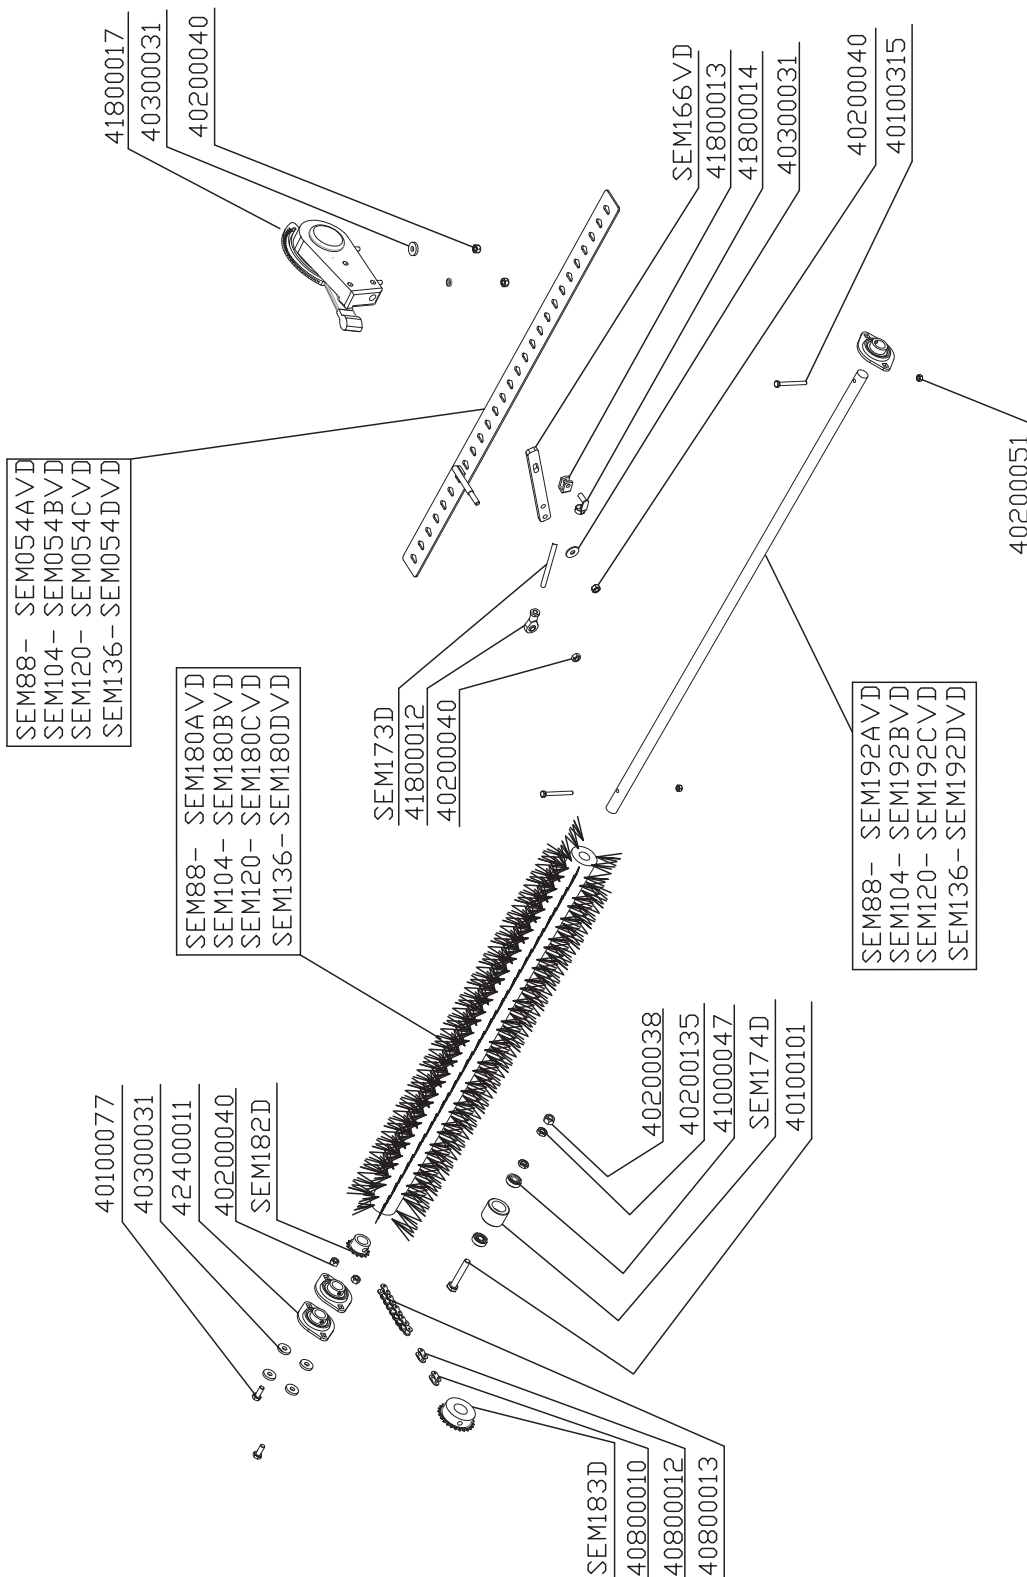 41800017
40300031
40200040
SEM166VD
41800013
41800014
40300031
40200040
40100315
40200051
SEM88- SEM054AVD
SEM104- SEM054BVD
SEM120- SEM054CVD
SEM136- SEM054DVD
SEM88- SEM180AVD
SEM104- SEM180BVD
SEM120- SEM180CVD
SEM136- SEM180DVD
SEM173D
41800012
40200040
SEM88- SEM192AVD
SEM104- SEM192BVD
SEM120- SEM192CVD
SEM136- SEM192DVD
40100077
40300031
42400011
40200040
SEM182D
40200038
40200135
41000047
SEM174D
40100101
SEM183D
40800010
40800012
40800013